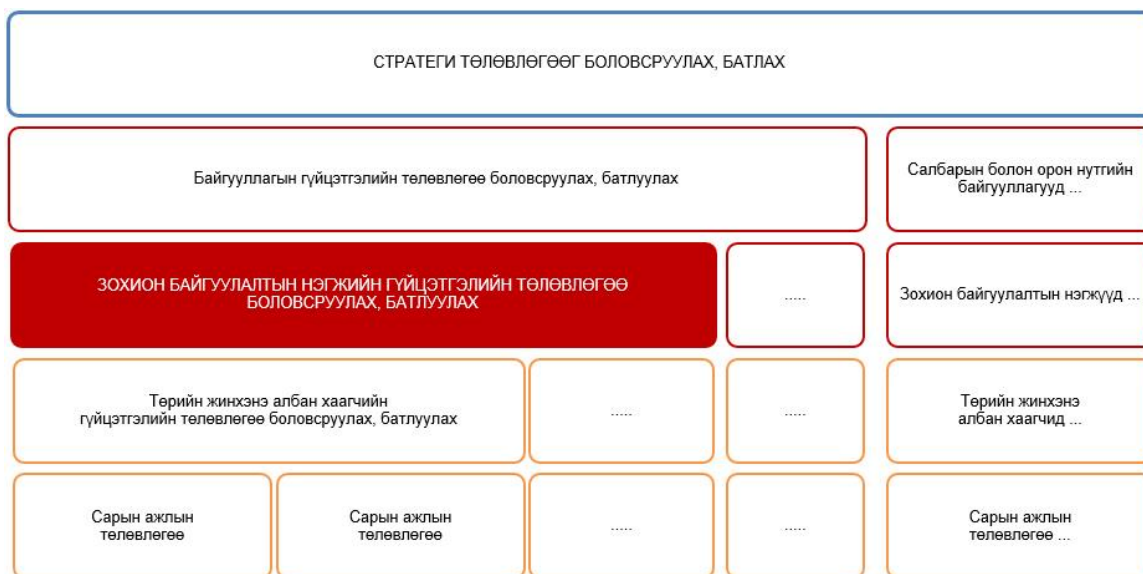 СТРАТЕГИ ТӨЛӨВЛӨГӨӨГ БОЛОВСРУУЛАХ, БАТЛАХ
Байгууллагын гүйцэтгэлийн төлөвлөгөө боловсруулах, батлуулах
Салбарын болон орон нутгийн
байгууллагууд ...
ЗОХИОН БАЙГУУЛАЛТЫН НЭГЖИЙН ГҮЙЦЭТГЭЛИЙН ТӨЛӨВЛӨГӨӨ
БОЛОВСРУУЛАХ, БАТЛУУЛАХ
.....
Зохион байгуулалтын нэгжүүд ...
Төрийн жинхэнэ албан хаагчийн
гүйцэтгэлийн төлөвлөгөө боловсруулах, батлуулах
.....
.....
Төрийн жинхэнэ
албан хаагчид ...
Сарын ажлын
төлөвлөгөө
Сарын ажлын
төлөвлөгөө
.....
.....
Сарын ажлын
төлөвлөгөө ...